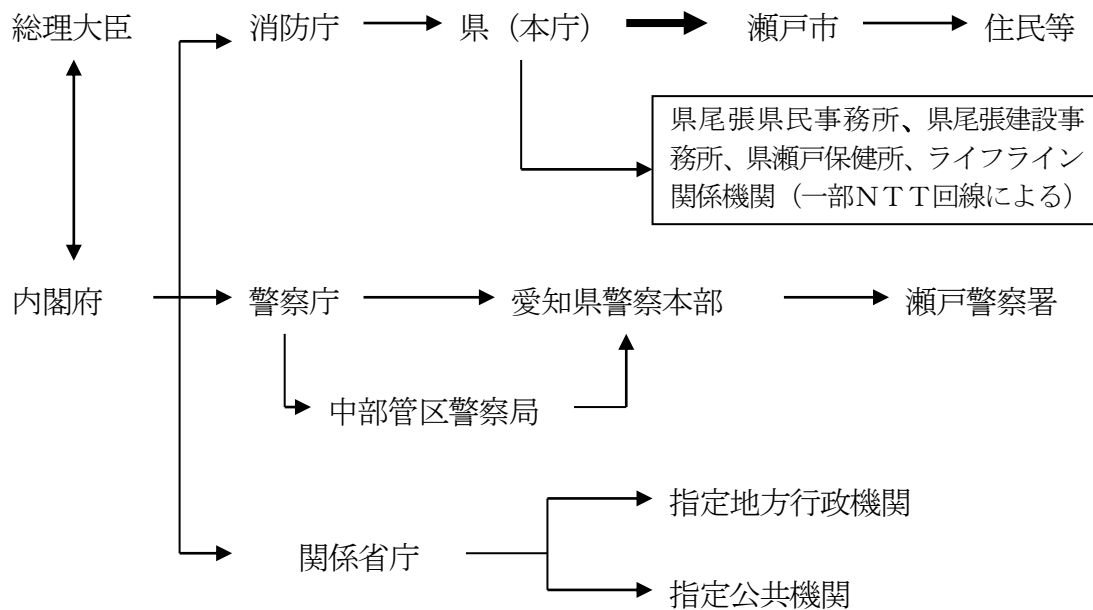 総理大臣
消防庁
県（本庁）
瀬戸市
住民等
県尾張県民事務所、県尾張建設事
務所、県瀬戸保健所、ライフライン
関係機関（一部ＮＴＴ回線による）
内閣府
警察庁
愛知県警察本部
瀬戸警察署
中部管区警察局
指定地方行政機関
関係省庁
指定公共機関